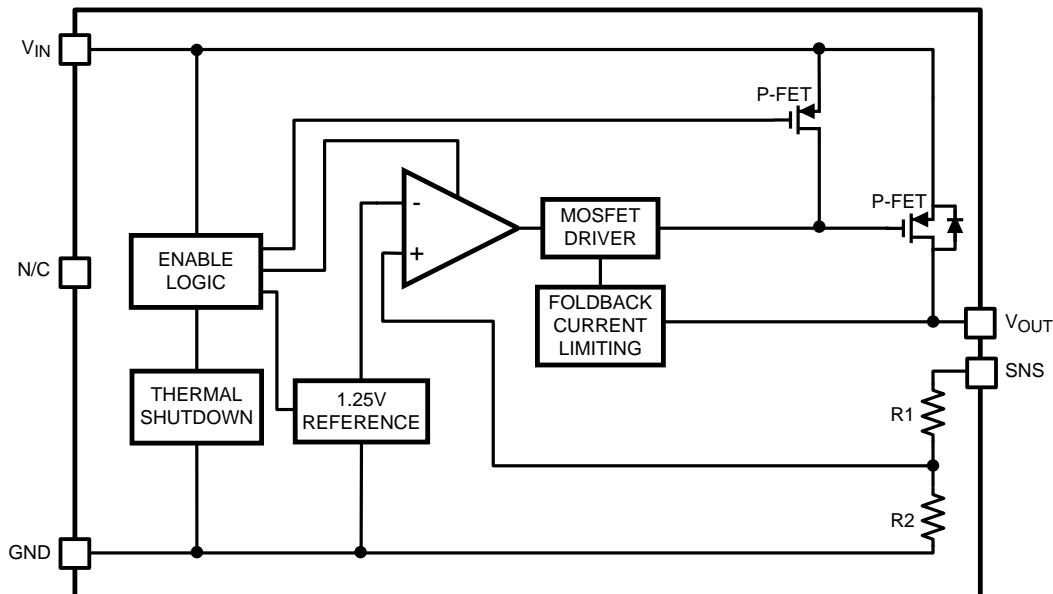 VIN
P-FET
P-FET
-
+
MOSFET
DRIVER
N/C
ENABLE
LOGIC
FOLDBACK
CURRENT
LIMITING
VOUT
SNS
THERMAL
SHUTDOWN
1.25V
REFERENCE
R1
R2
GND